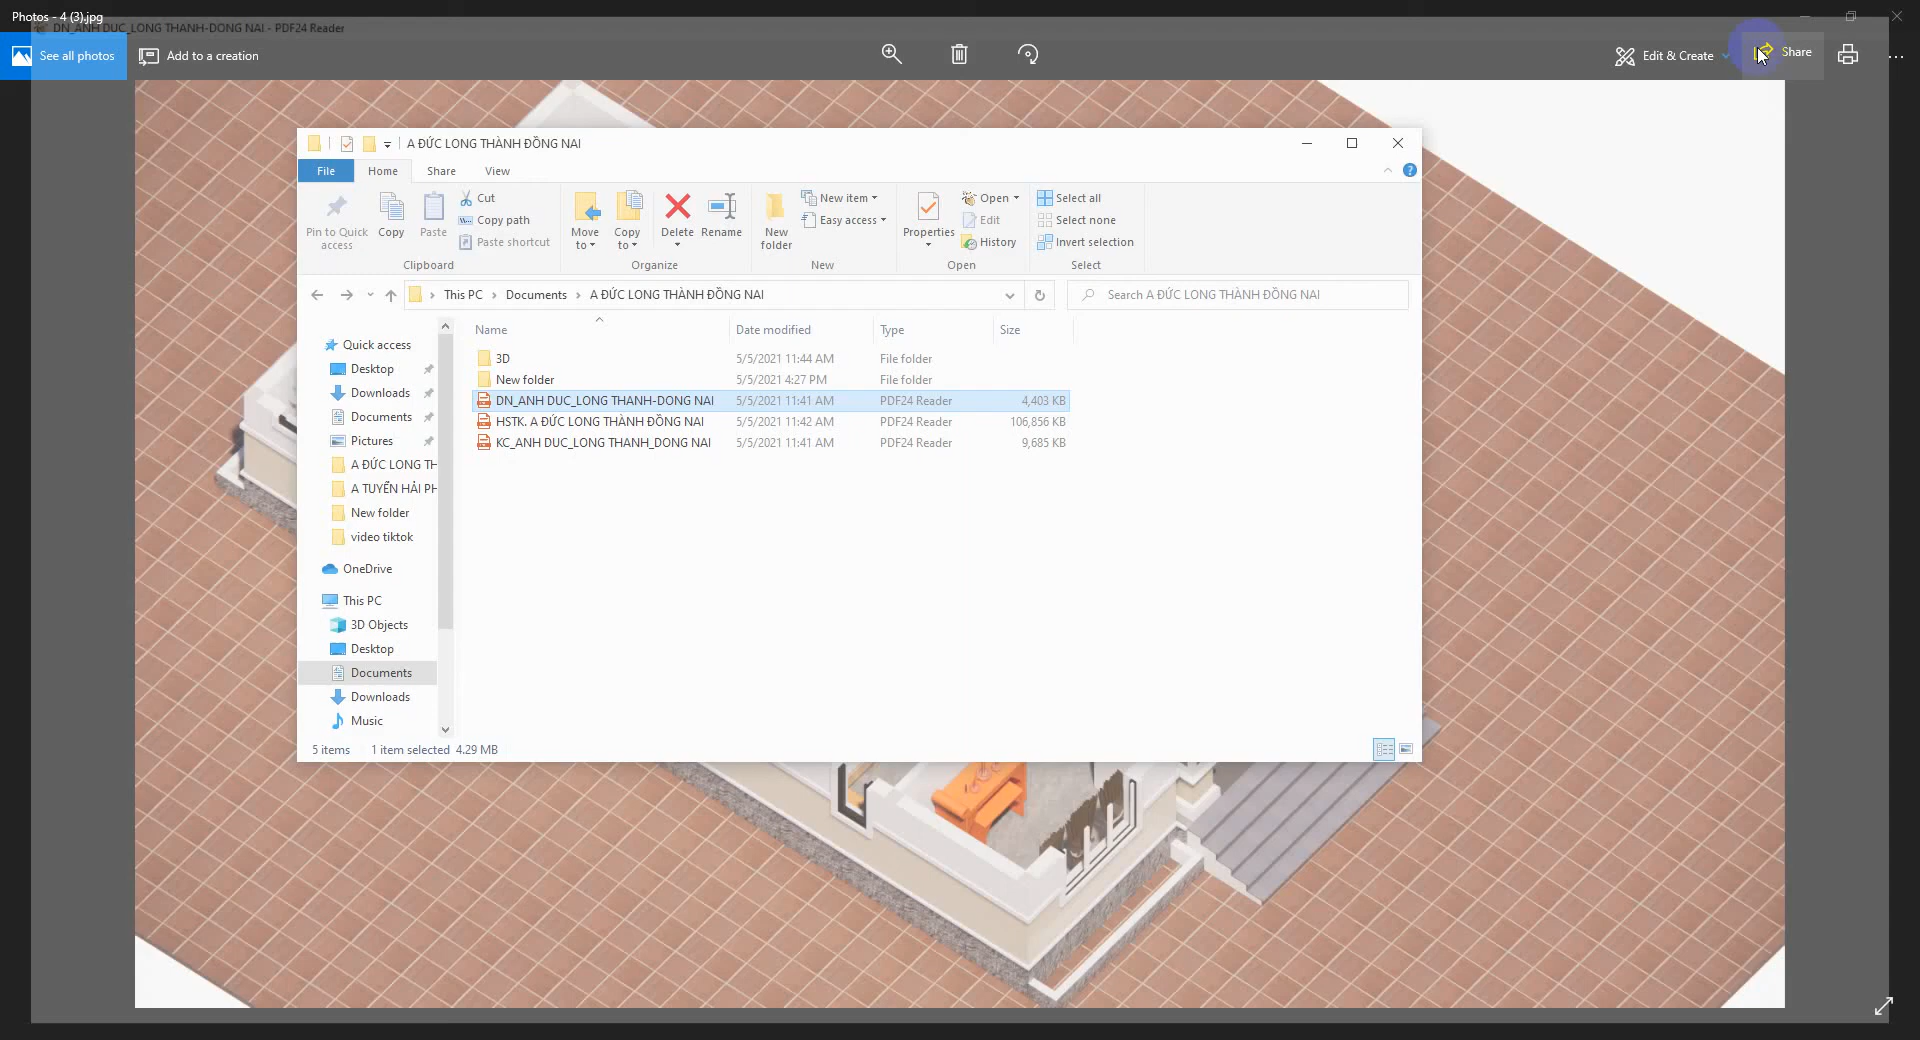 Photos - 4 (3).jpg
DN_ANH DUC_LONG THANH-DONG NAI - PDF24 Reader
See all photos
Add to a creation
Edit & Create
Share
A ĐỨC LONG THÀNH ĐỒNG NAI
File
Home
Share
View
Pin to Quick access
Copy
Paste
Cut
Copy path
Paste shortcut
Move to
Copy to
Delete
Rename
New folder
New item
Easy access
Properties
Open
Edit
History
Select all
Select none
Invert selection
Clipboard
Organize
New
Open
Select
This PC
Documents
A ĐỨC LONG THÀNH ĐỒNG NAI
Search A ĐỨC LONG THÀNH ĐỒNG NAI
Name
Date modified
Type
Size
3D 5/5/2021 11:44 AM File folder
New folder 5/5/2021 4:27 PM File folder
DN_ANH DUC_LONG THANH-DONG NAI 5/5/2021 11:41 AM PDF24 Reader 4,403 KB
HSTK. A ĐỨC LONG THÀNH ĐỒNG NAI 5/5/2021 11:42 AM PDF24 Reader 106,856 KB
KC_ANH DUC_LONG THANH_DONG NAI 5/5/2021 11:41 AM PDF24 Reader 9,685 KB
Quick access
Desktop
Downloads
Documents
Pictures
A ĐỨC LONG TH
A TUYỂN HẢI PH
New folder
video tiktok
OneDrive
This PC
3D Objects
Desktop
Documents
Downloads
Music
5 items
1 item selected 4.29 MB